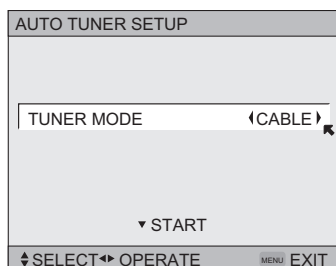 AUTO TUNER SETUP
TUNER MODE CABLE
START
SELECT OPERATE MENU EXIT